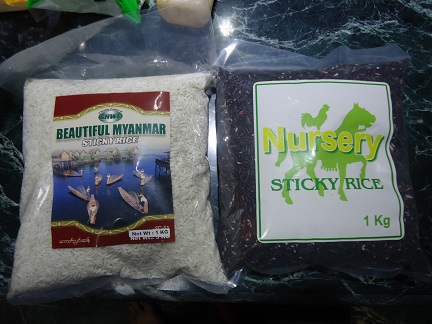 BEAUTIFUL MYANMAR
STICKY RICE
Net Wt : 1 KG
Nursery
STICKY RICE
1 Kg